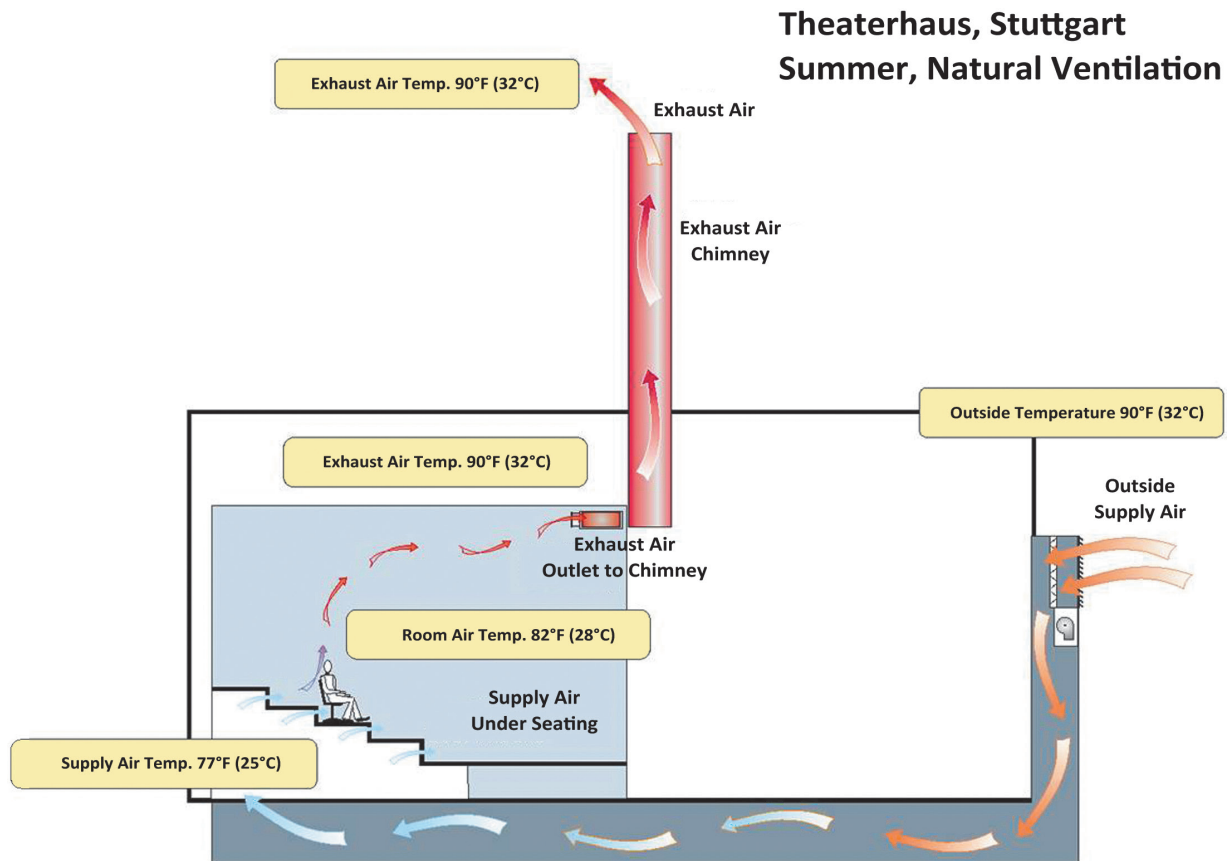 Theaterhaus, Stuttgart
Summer, Natural Ventilation
Exhaust Air Temp. 90°F (32°C)
Exhaust Air
Exhaust Air
Chimney
Outside Temperature 90°F (32°C)
Exhaust Air Temp. 90°F (32°C)
Outside
Supply Air
Exhaust Air
Outlet to Chimney
Room Air Temp. 82°F (28°C)
Supply Air
Under Seating
Supply Air Temp. 77°F (25°C)